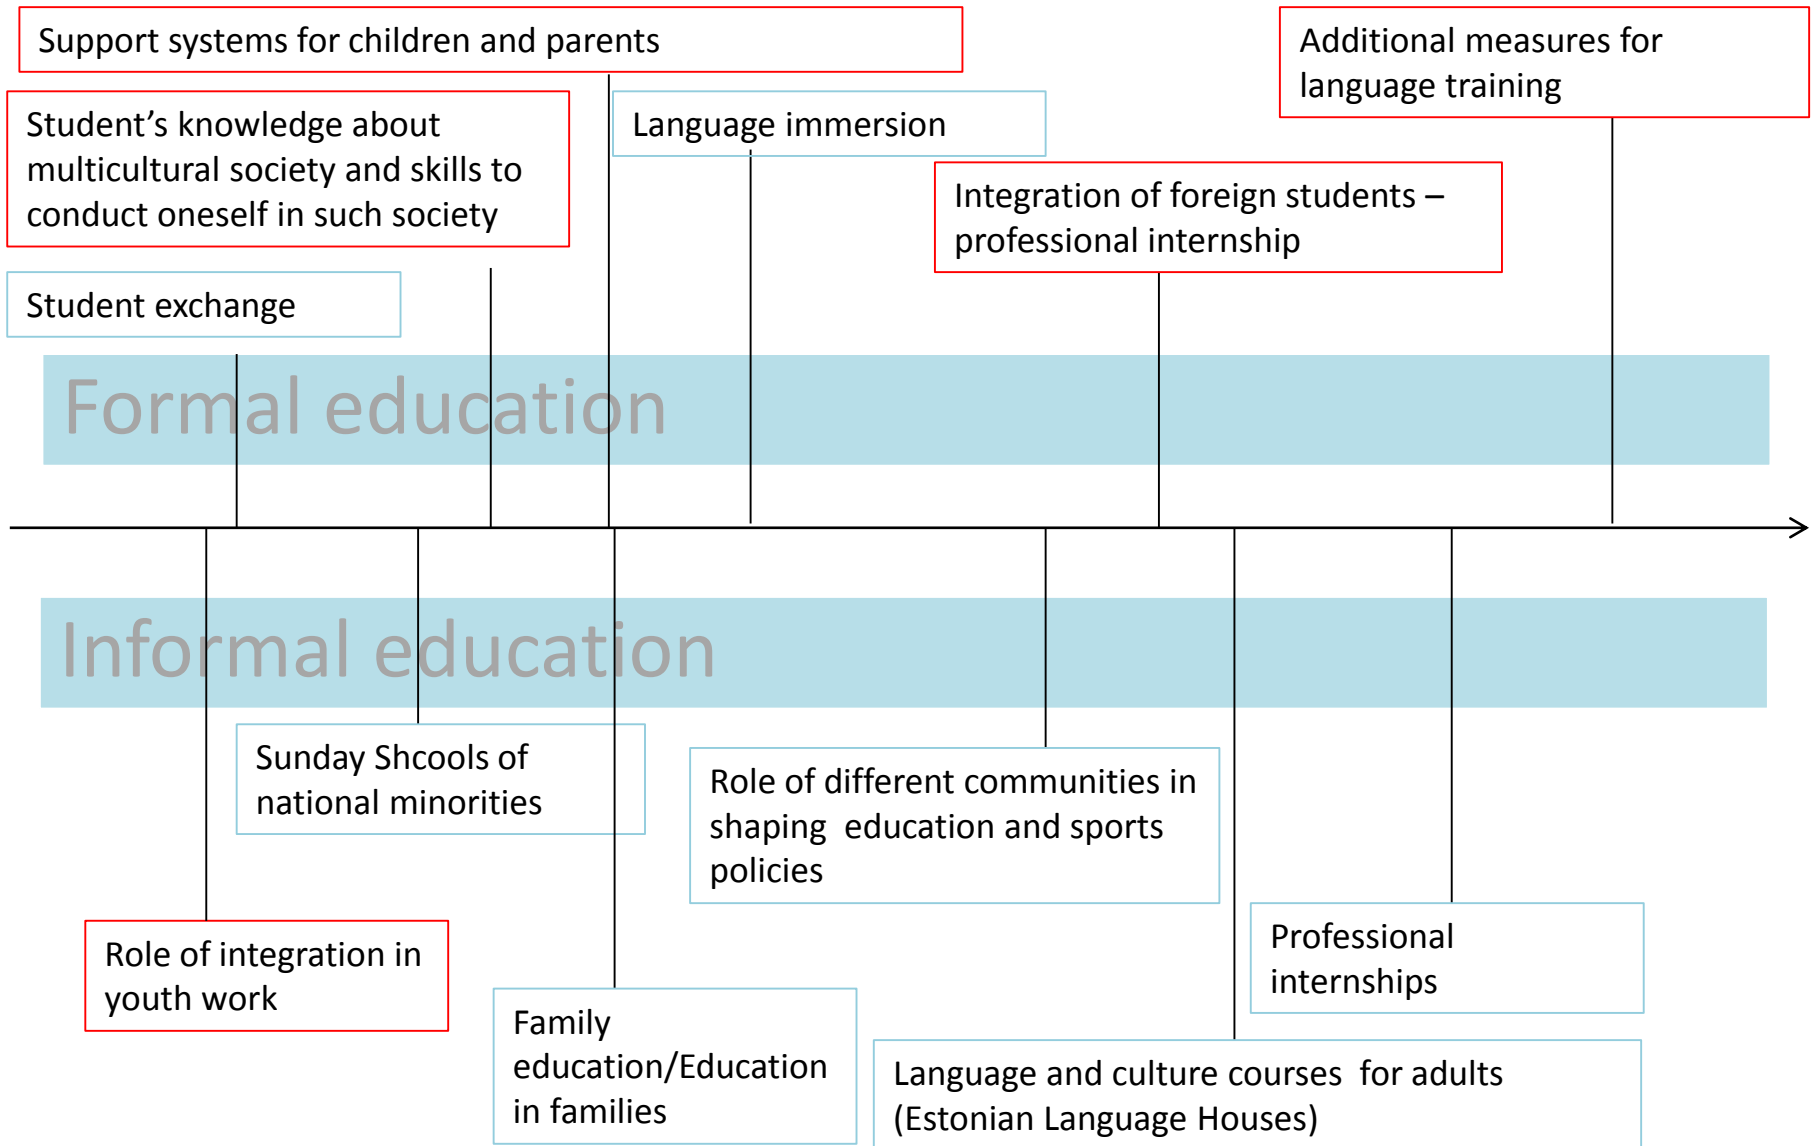 Support systems for children and parents
Additional measures for
language training
Student’s knowledge about
multicultural society and skills to
conduct oneself in such society
Language immersion
Integration of foreign students –
professional internship
Student exchange
Formal education
Informal education
Sunday Shcools of
national minorities
Role of different communities in
shaping education and sports
policies
Role of integration in
youth work
Professional
internships
Family
education/Education
in families
Language and culture courses for adults
(Estonian Language Houses)